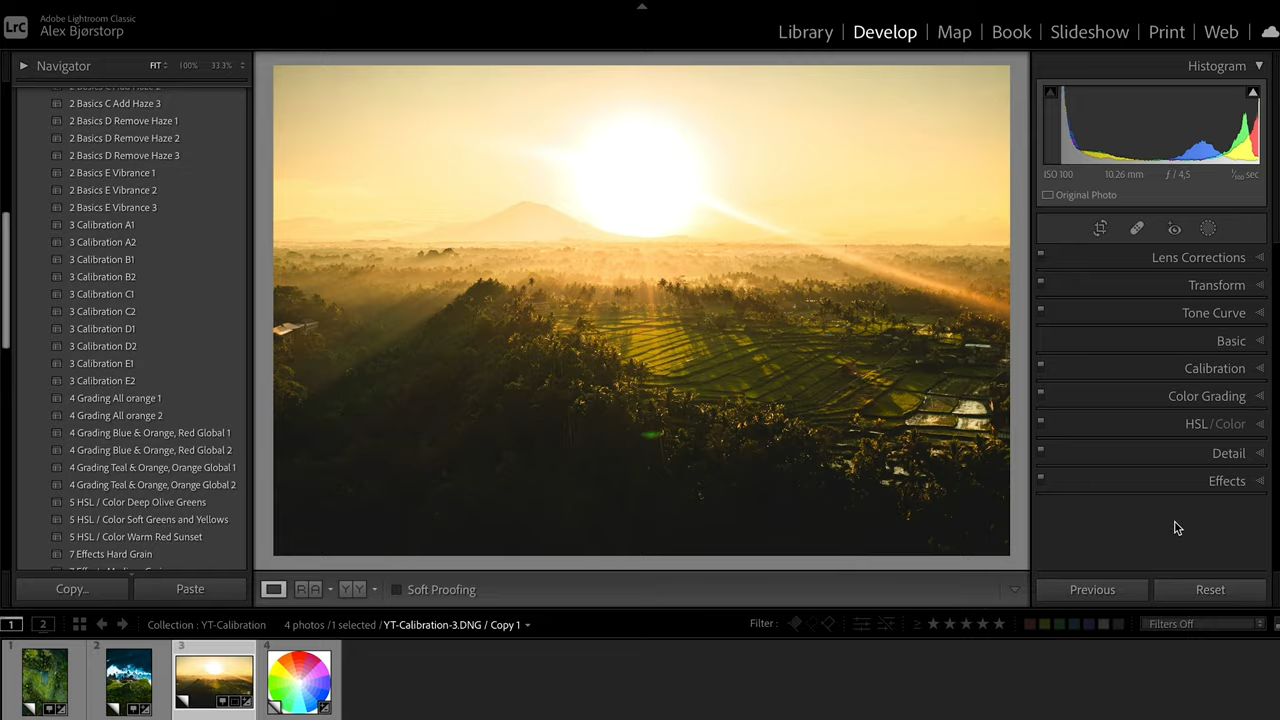 LrC
Adobe Lightroom Classic
Alex Bjørstorp
Library | Develop | Map | Book | Slideshow | Print | Web
Navigator FIT 100% 33.3%
2 Basics C Add Haze 3
2 Basics D Remove Haze 1
2 Basics D Remove Haze 2
2 Basics D Remove Haze 3
2 Basics E Vibrance 1
2 Basics E Vibrance 2
2 Basics E Vibrance 3
3 Calibration A1
3 Calibration A2
3 Calibration B1
3 Calibration B2
3 Calibration C1
3 Calibration C2
3 Calibration D1
3 Calibration D2
3 Calibration E1
3 Calibration E2
4 Grading All orange 1
4 Grading All orange 2
4 Grading Blue & Orange, Red Global 1
4 Grading Blue & Orange, Red Global 2
4 Grading Teal & Orange, Orange Global 1
4 Grading Teal & Orange, Orange Global 2
5 HSL / Color Deep Olive Greens
5 HSL / Color Soft Greens and Yellows
5 HSL / Color Warm Red Sunset
7 Effects Hard Grain
Copy... Paste
R A Y Y Soft Proofing
Histogram
ISO 100 10.26 mm ƒ / 4,5 1/100 sec
Original Photo
Lens Corrections
Transform
Tone Curve
Basic
Calibration
Color Grading
HSL / Color
Detail
Effects
Previous Reset
1 2 Collection : YT-Calibration 4 photos / 1 selected / YT-Calibration-3.DNG / Copy 1 Filter : Filters Off
1 2 3 4